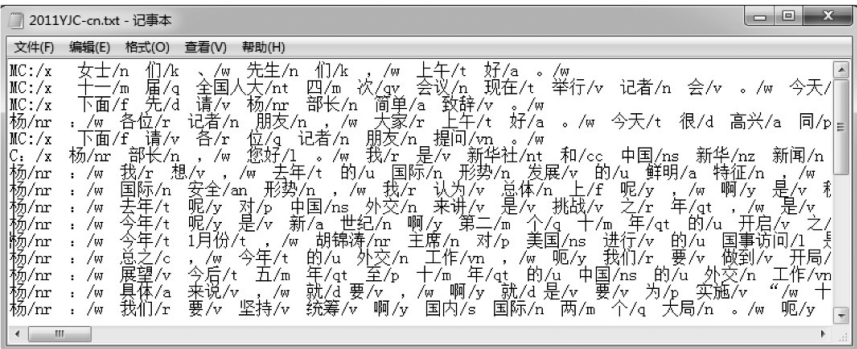 2011YJC-cn.txt - 记事本
文件(F) 编辑(E) 格式(O) 查看(V) 帮助(H)
MC:/x 女士/n 们/k 、/w 先生/n 们/k ,/w 上午/t 好/a 。/w
MC:/x 十一/m 届/q 全国人大/nt 四/m 次/qv 会议/n 现在/t 举行/v 记者/n 会/v 。/w 今天/
MC:/x 下面/f 先/d 请/v 杨/nr 部长/n 简单/a 致辞/v 。/w
杨/nr :/w 各位/r 记者/n 朋友/n ,/w 大家/r 上午/t 好/a 。/w 今天/t 很/d 高兴/a 同/p
MC:/x 下面/f 请/v 各/r 位/q 记者/n 朋友/n 提问/vn 。/w
C：/x 杨/nr 部长/n ,/w 您好/l 。/w 我/r 是/v 新华社/nt 和/cc 中国/ns 新华/nz 新闻/n
杨/nr :/w 我/r 想/v ,/w 去年/t 的/u 国际/n 形势/n 发展/v 的/u 鲜明/a 特征/n ,/w
杨/nr :/w 国际/n 安全/an 形势/n ,/w 我/r 认为/v 总体/n 上/f 呢/y ,/w 啊/y 是/v
杨/nr :/w 去年/t 呢/y 对/p 中国/ns 外交/n 来讲/v 是/v 挑战/v 之/r 年/qt ,/w 是/v
杨/nr :/w 今年/t 呢/y 是/v 新/a 世纪/n 啊/y 第二/m 个/q 十/m 年/qt 的/u 开启/v 之/
杨/nr :/w 今年/t 1月份/t ,/w 胡锦涛/nr 主席/n 对/p 美国/ns 进行/v 的/u 国事访问/l 是
杨/nr :/w 总之/c ,/w 今年/t 的/u 外交/n 工作/vn ,/w 呃/y 我们/r 要/v 做到/v 开局/
杨/nr :/w 展望/v 今后/t 五/m 年/qt 至/p 十/m 年/qt 的/u 中国/ns 的/u 外交/n 工作/vn
杨/nr :/w 具体/a 来说/v ,/w 就/d 要/v ,/w 啊/y 就/d 是/v 要/v 为/p 实施/v “/w 十
杨/nr :/w 我们/r 要/v 坚持/v 统筹/v 啊/y 国内/s 国际/n 两/m 个/q 大局/n 。/w 呃/y